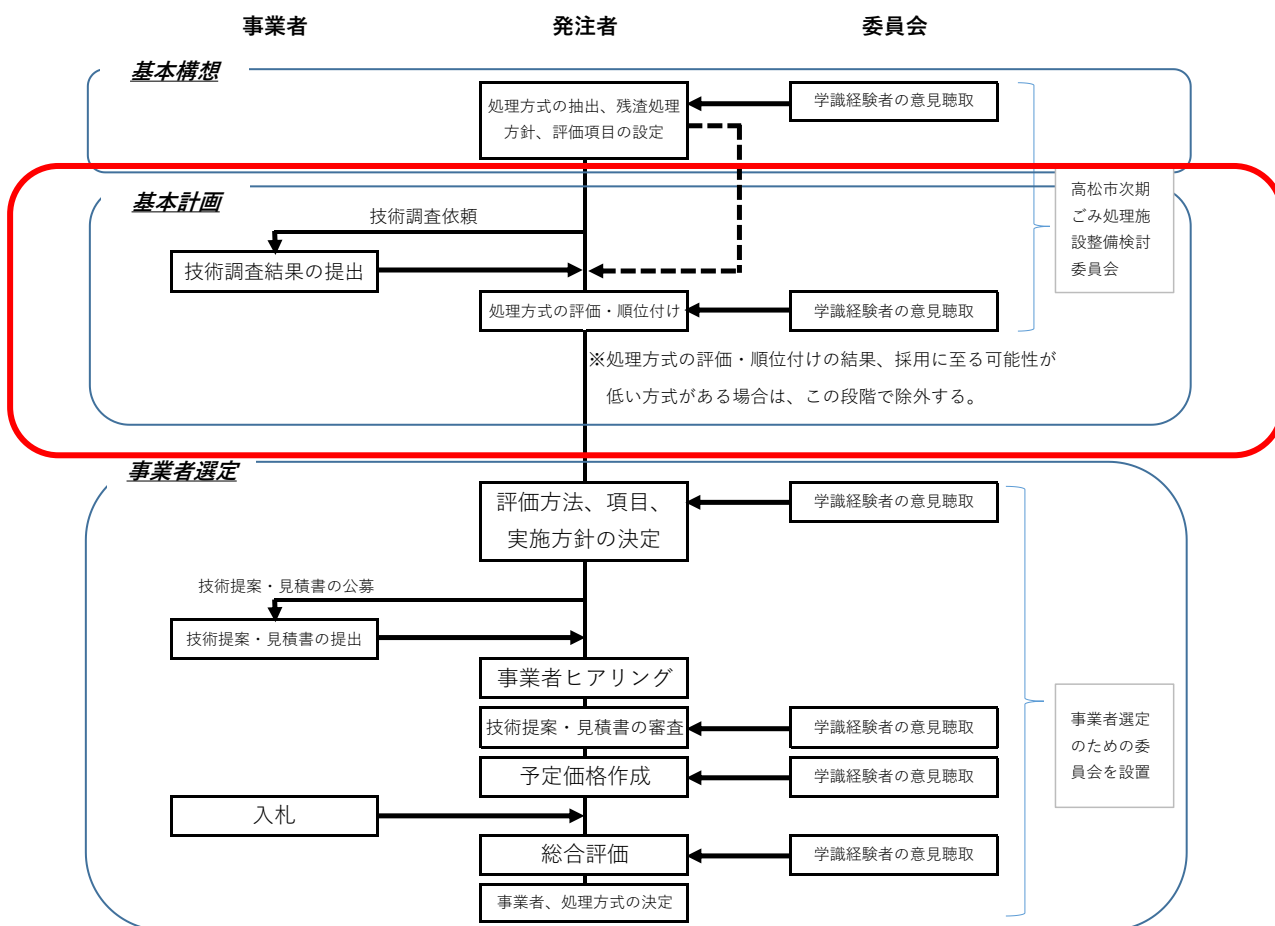 事業者
発注者
委員会
基本構想
処理方式の抽出、残渣処理
方針、評価項目の設定
学識経験者の意見聴取
高松市次期
ごみ処理施
設整備検討
委員会
基本計画
技術調査依頼
技術調査結果の提出
処理方式の評価・順位付け
学識経験者の意見聴取
※処理方式の評価・順位付けの結果、採用に至る可能性が
低い方式がある場合は、この段階で除外する。
事業者選定
評価方法、項目、
実施方針の決定
学識経験者の意見聴取
技術提案・見積書の公募
技術提案・見積書の提出
事業者ヒアリング
技術提案・見積書の審査
学識経験者の意見聴取
事業者選定
のための委
員会を設置
予定価格作成
学識経験者の意見聴取
入札
総合評価
学識経験者の意見聴取
事業者、処理方式の決定